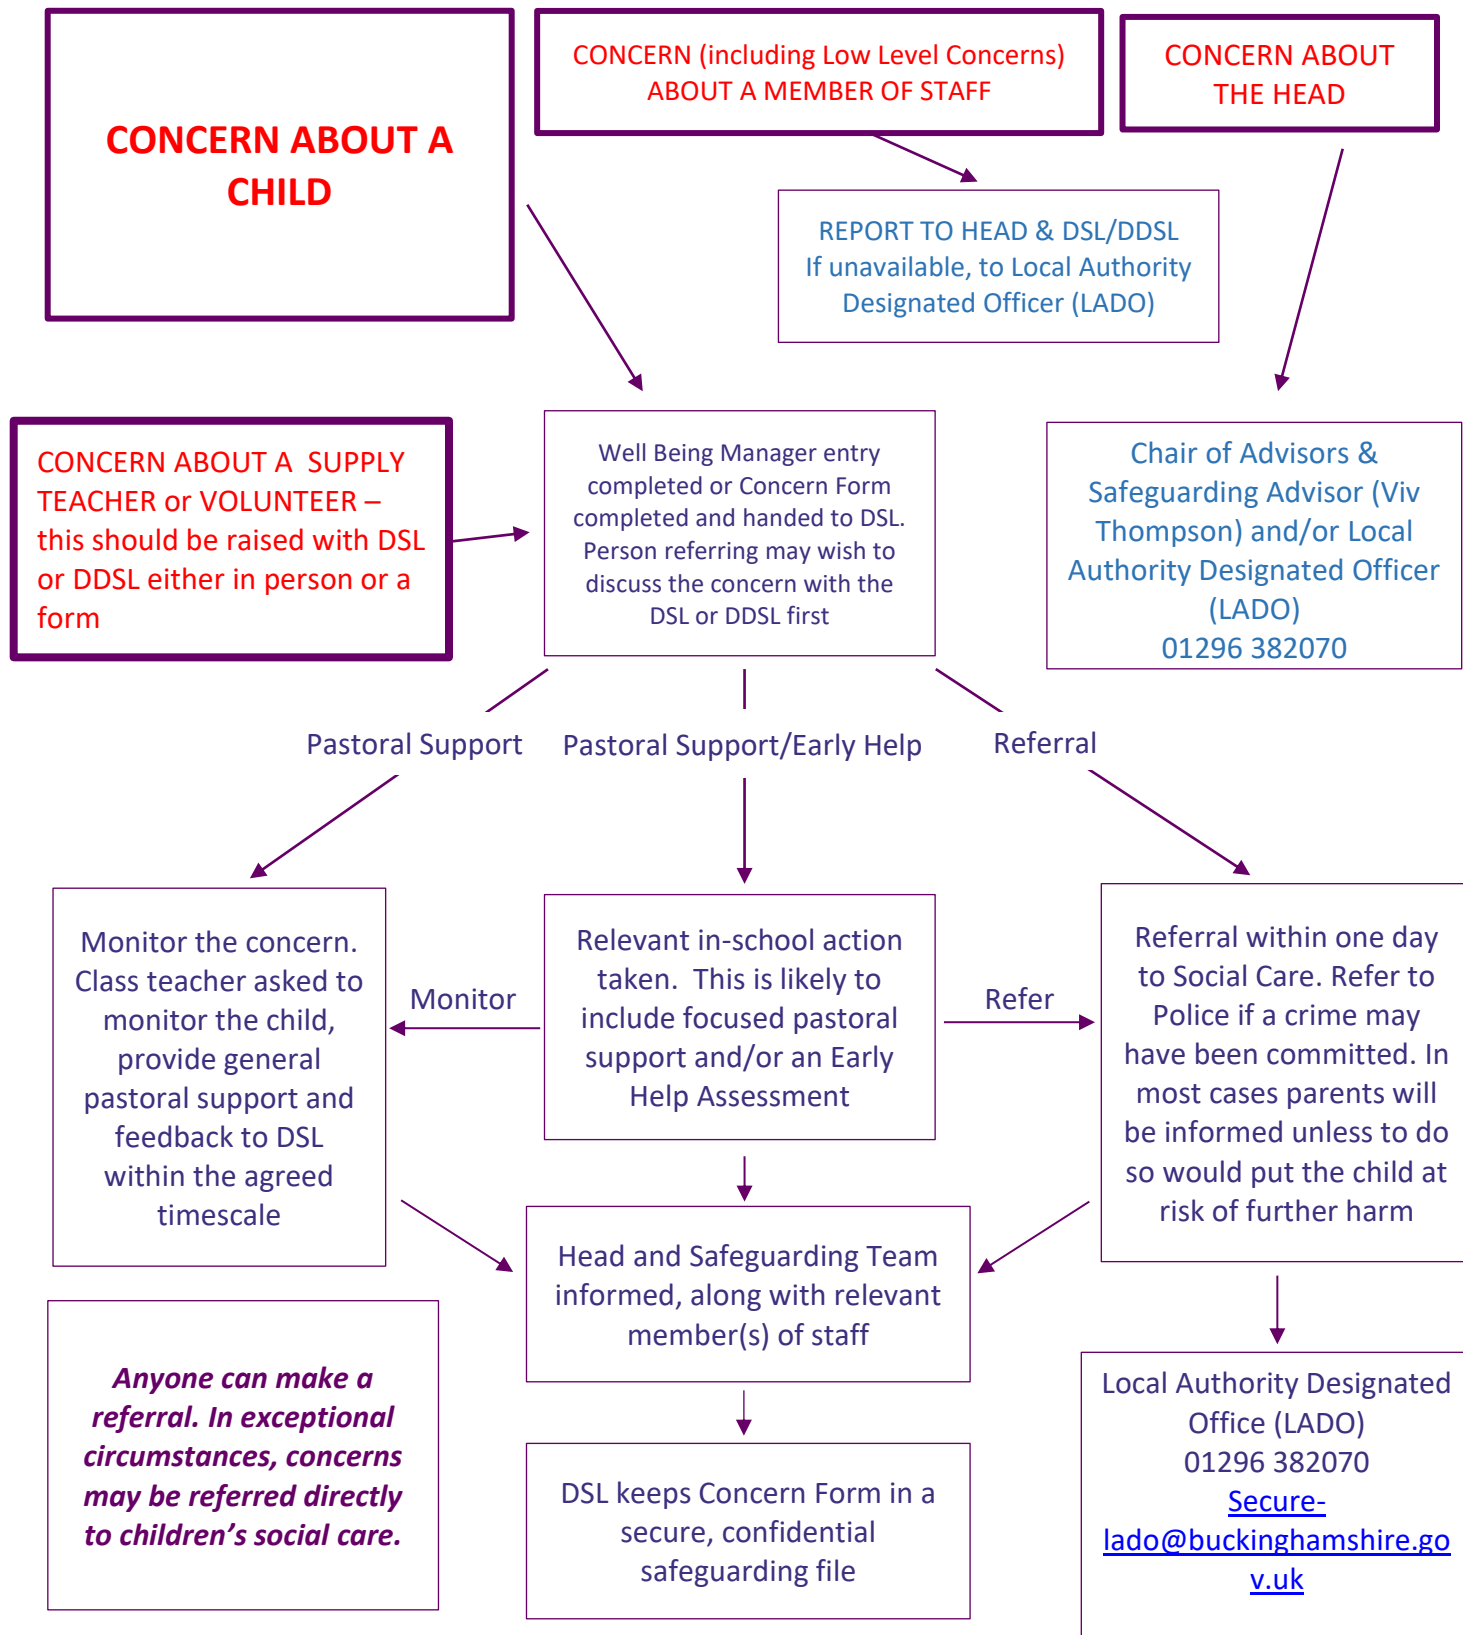 CONCERN ABOUT A
CHILD
CONCERN (including Low Level Concerns)
ABOUT A MEMBER OF STAFF
CONCERN ABOUT
THE HEAD
REPORT TO HEAD & DSL/DDSL
If unavailable, to Local Authority
Designated Officer (LADO)
CONCERN ABOUT A  SUPPLY
TEACHER or VOLUNTEER –
this should be raised with DSL
or DDSL either in person or a
form
Well Being Manager entry
completed or Concern Form
completed and handed to DSL.
Person referring may wish to
discuss the concern with the
DSL or DDSL first
Chair of Advisors &
Safeguarding Advisor (Viv
Thompson) and/or Local
Authority Designated Officer
(LADO)
01296 382070
Pastoral Support
Pastoral Support/Early Help
Referral
Monitor the concern.
Class teacher asked to
monitor the child,
provide general
pastoral support and
feedback to DSL
within the agreed
timescale
Monitor
Relevant in-school action
taken.  This is likely to
include focused pastoral
support and/or an Early
Help Assessment
Refer
Referral within one day
to Social Care. Refer to
Police if a crime may
have been committed. In
most cases parents will
be informed unless to do
so would put the child at
risk of further harm
Head and Safeguarding Team
informed, along with relevant
member(s) of staff
Anyone can make a
referral. In exceptional
circumstances, concerns
may be referred directly
to children’s social care.
DSL keeps Concern Form in a
secure, confidential
safeguarding file
Local Authority Designated
Office (LADO)
01296 382070
Secure-
lado@buckinghamshire.go
v.uk